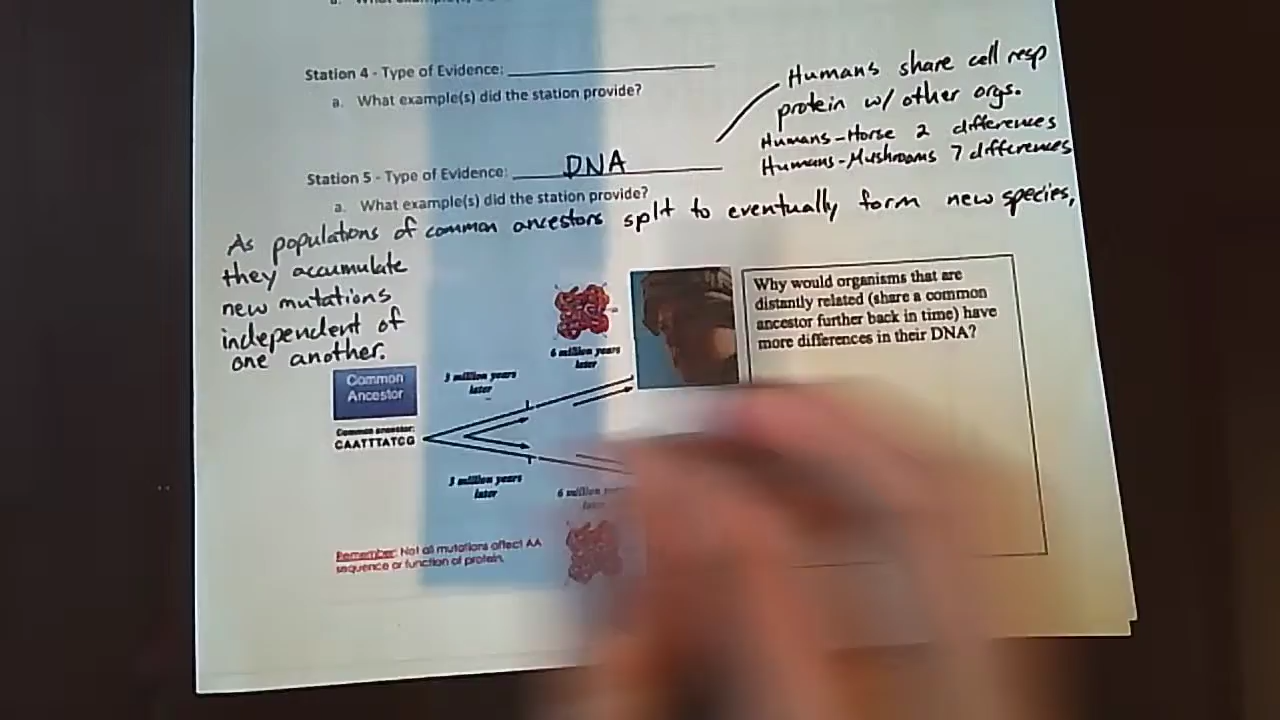 Station 4 - Type of Evidence:
a. What example(s) did the station provide?
Humans share cell resp
protein w/ other orgs.
Humans-Horse 2 differences
Humans-Mushrooms 7 differences
Station 5 - Type of Evidence: DNA
a. What example(s) did the station provide?
As populations of common ancestors split to eventually form new species,
they accumulate
new mutations
independent of
one another.
Common
Ancestor
Common ancestor:
CAATTTATCG
3 million years
later
6 million years
later
3 million years
later
6 million
later
Remember: Not all mutations affect AA
sequence or function of protein.
Why would organisms that are
distantly related (share a common
ancestor further back in time) have
more differences in their DNA?